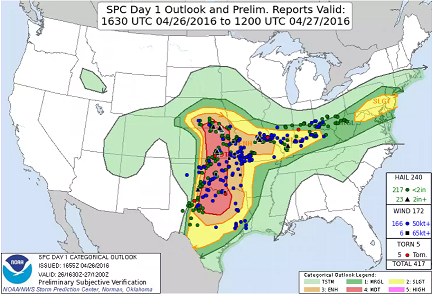 SPC Day 1 Outlook and Prelim. Reports Valid:
1630 UTC 04/26/2016 to 1200 UTC 04/27/2016
SLGT
HAIL 240
217 <2in
23 2in+
WIND 172
166 50kt+
6 65kt+
TORN 5
5 Torn.
TOTAL 417
NOAA
SPC DAY 1 CATEGORICAL OUTLOOK
ISSUED: 1655Z 04/26/2016
VALID: 26/1630Z-27/1200Z
Preliminary Subjective Verification
NOAA/NWS Storm Prediction Center, Norman, Oklahoma
Categorical Outlook Legend:
TSTM 1: MRGL 2: SLGT
3: ENH 4: MDT 5: HIGH